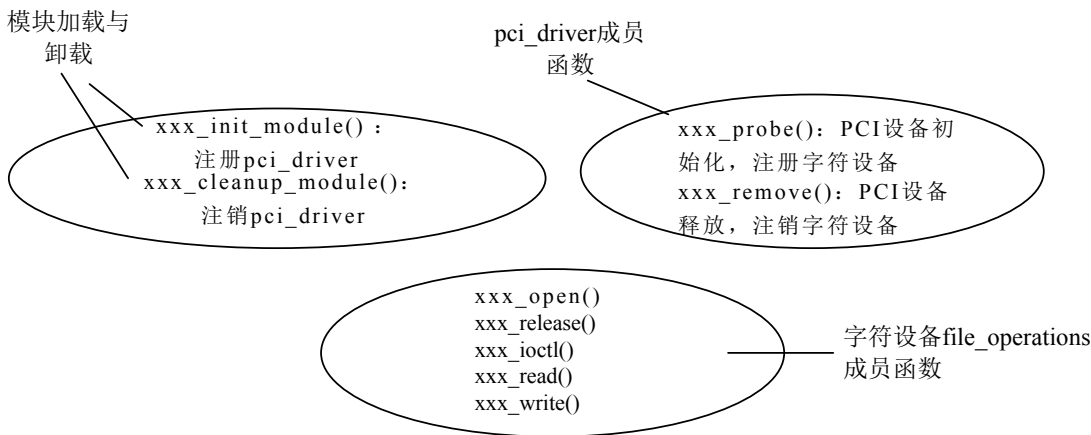 模块加载与
卸载
xxx_init_module() ：
注册pci_driver
xxx_cleanup_module()：
注销pci_driver
pci_driver成员
函数
xxx_probe()：PCI设备初
始化，注册字符设备
xxx_remove()：PCI设备
释放，注销字符设备
xxx_open()
xxx_release()
xxx_ioctl()
xxx_read()
xxx_write()
字符设备file_operations
成员函数